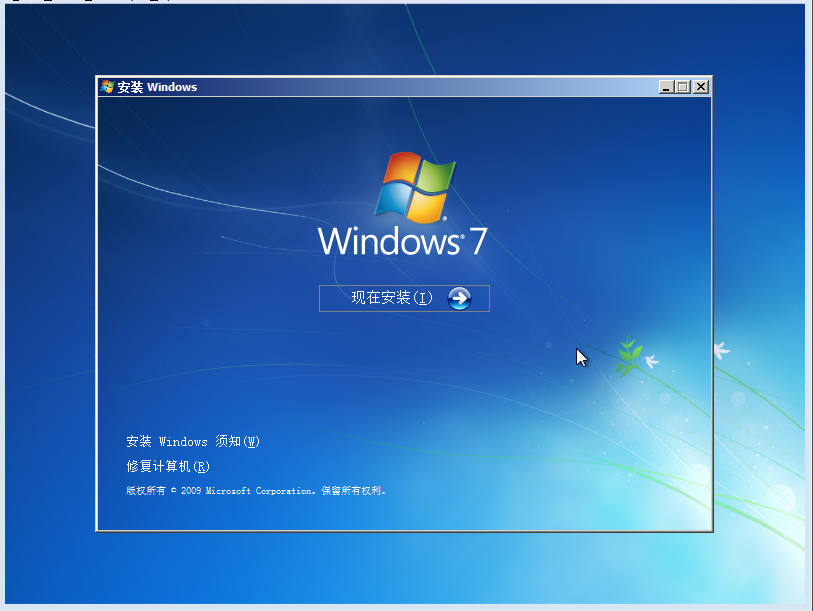 安装 Windows
Windows® 7
现在安装(I)
安装 Windows 须知(W)
修复计算机(R)
版权所有 © 2009 Microsoft Corporation。保留所有权利。